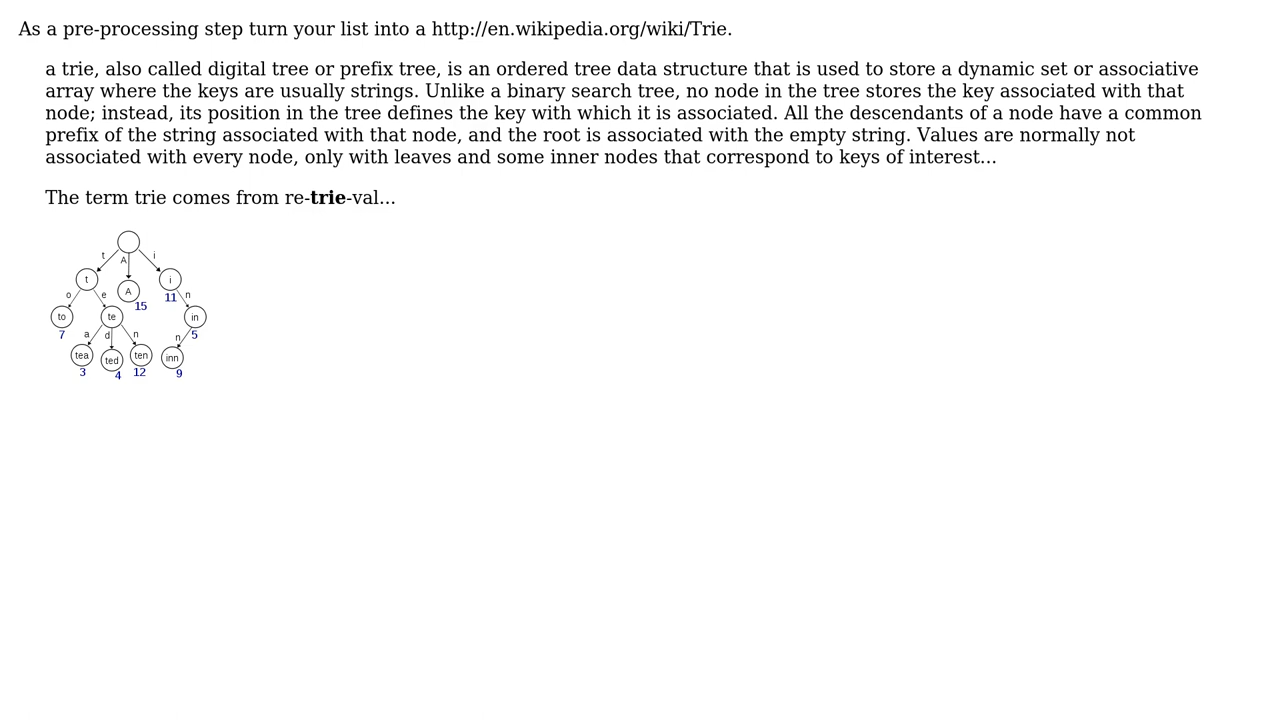 As a pre-processing step turn your list into a http://en.wikipedia.org/wiki/Trie.
a trie, also called digital tree or prefix tree, is an ordered tree data structure that is used to store a dynamic set or associative
array where the keys are usually strings. Unlike a binary search tree, no node in the tree stores the key associated with that
node; instead, its position in the tree defines the key with which it is associated. All the descendants of a node have a common
prefix of the string associated with that node, and the root is associated with the empty string. Values are normally not
associated with every node, only with leaves and some inner nodes that correspond to keys of interest...
The term trie comes from re-trie-val...
t A i
t A i
15 11
o e n
to te in
7 5
a d n n
tea ted ten inn
3 4 12 9